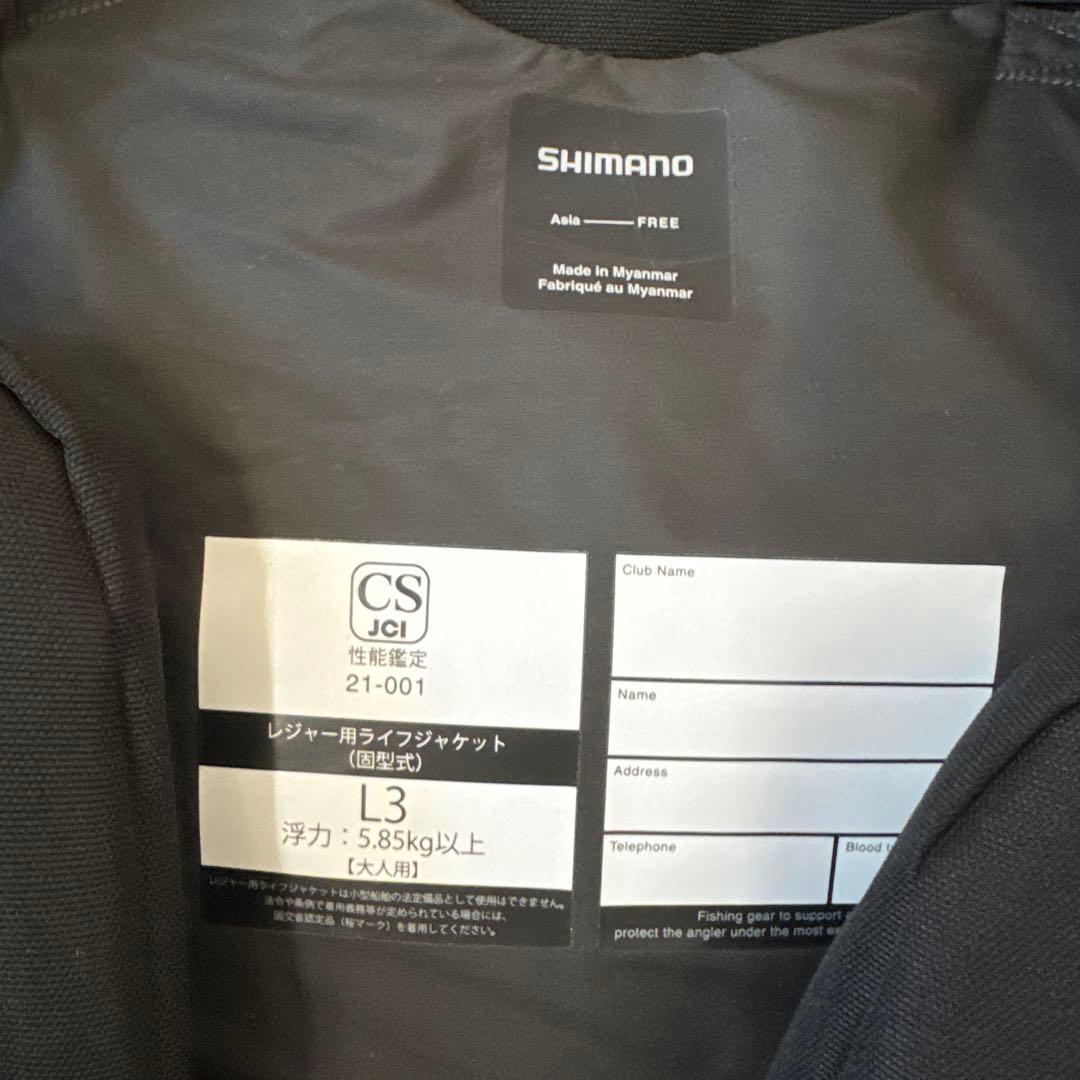 SHIMANO
Asia FREE
Made in Myanmar
Fabriqué au Myanmar
CS
JCI
性能鑑定
21-001
レジャー用ライフジャケット
(固型式)
L3
浮力：5.85kg以上
【大人用】
レジャー用ライフジャケットは小型船舶の法定備品として使用はできません。
法令や条例で着用義務等が定められている場合には、
国交省認定品（桜マーク）を着用してください。
Club Name
Name
Address
Telephone
Blood
Fishing gear to support
protect the angler under the most